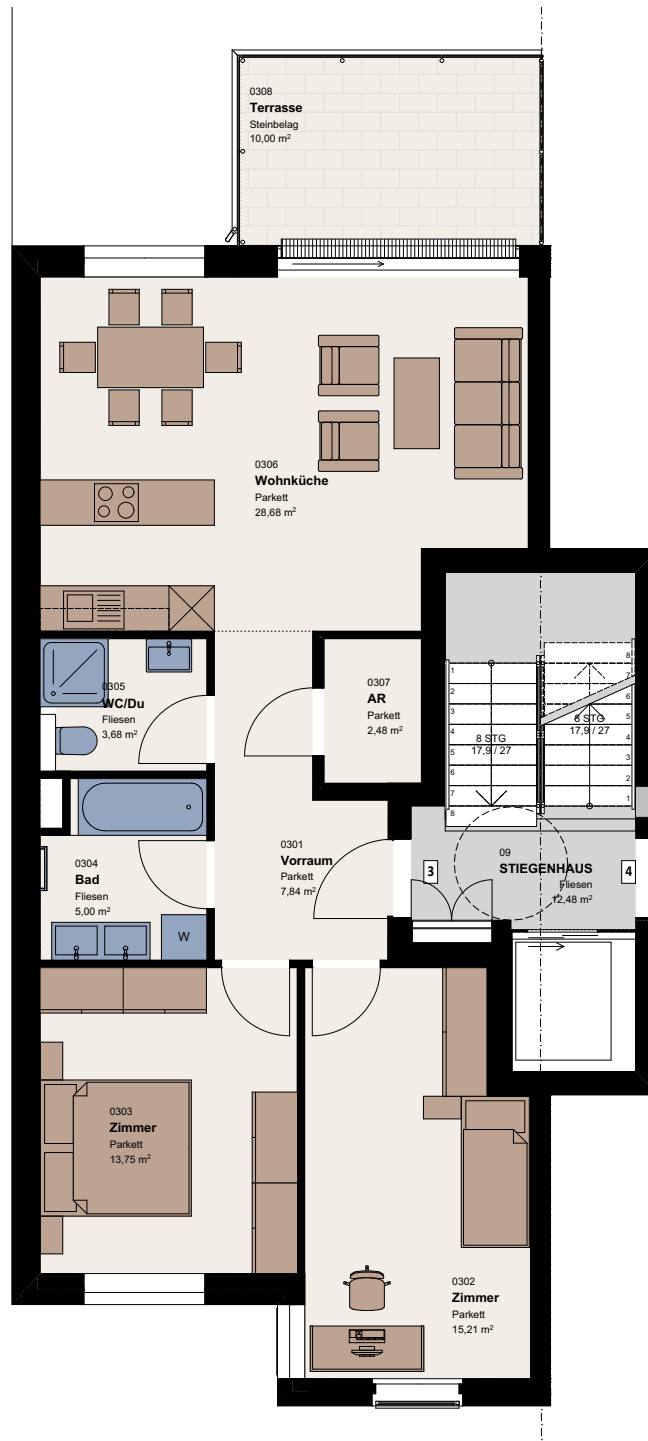 0308
Terrasse
Steinbelag
10,00 m²
0306
Wohnküche
Parkett
28,68 m²
0305
WC/Du
Fliesen
3,68 m²
0307
AR
Parkett
2,48 m²
1
2
3
4
5
6
7
8
8 STG
17,9 / 27
8
7
6
5
4
3
2
1
8 STG
17,9 / 27
0304
Bad
Fliesen
5,00 m²
W
0301
Vorraum
Parkett
7,84 m²
3
09
STIEGENHAUS
Fliesen
12,48 m²
4
0303
Zimmer
Parkett
13,75 m²
0302
Zimmer
Parkett
15,21 m²